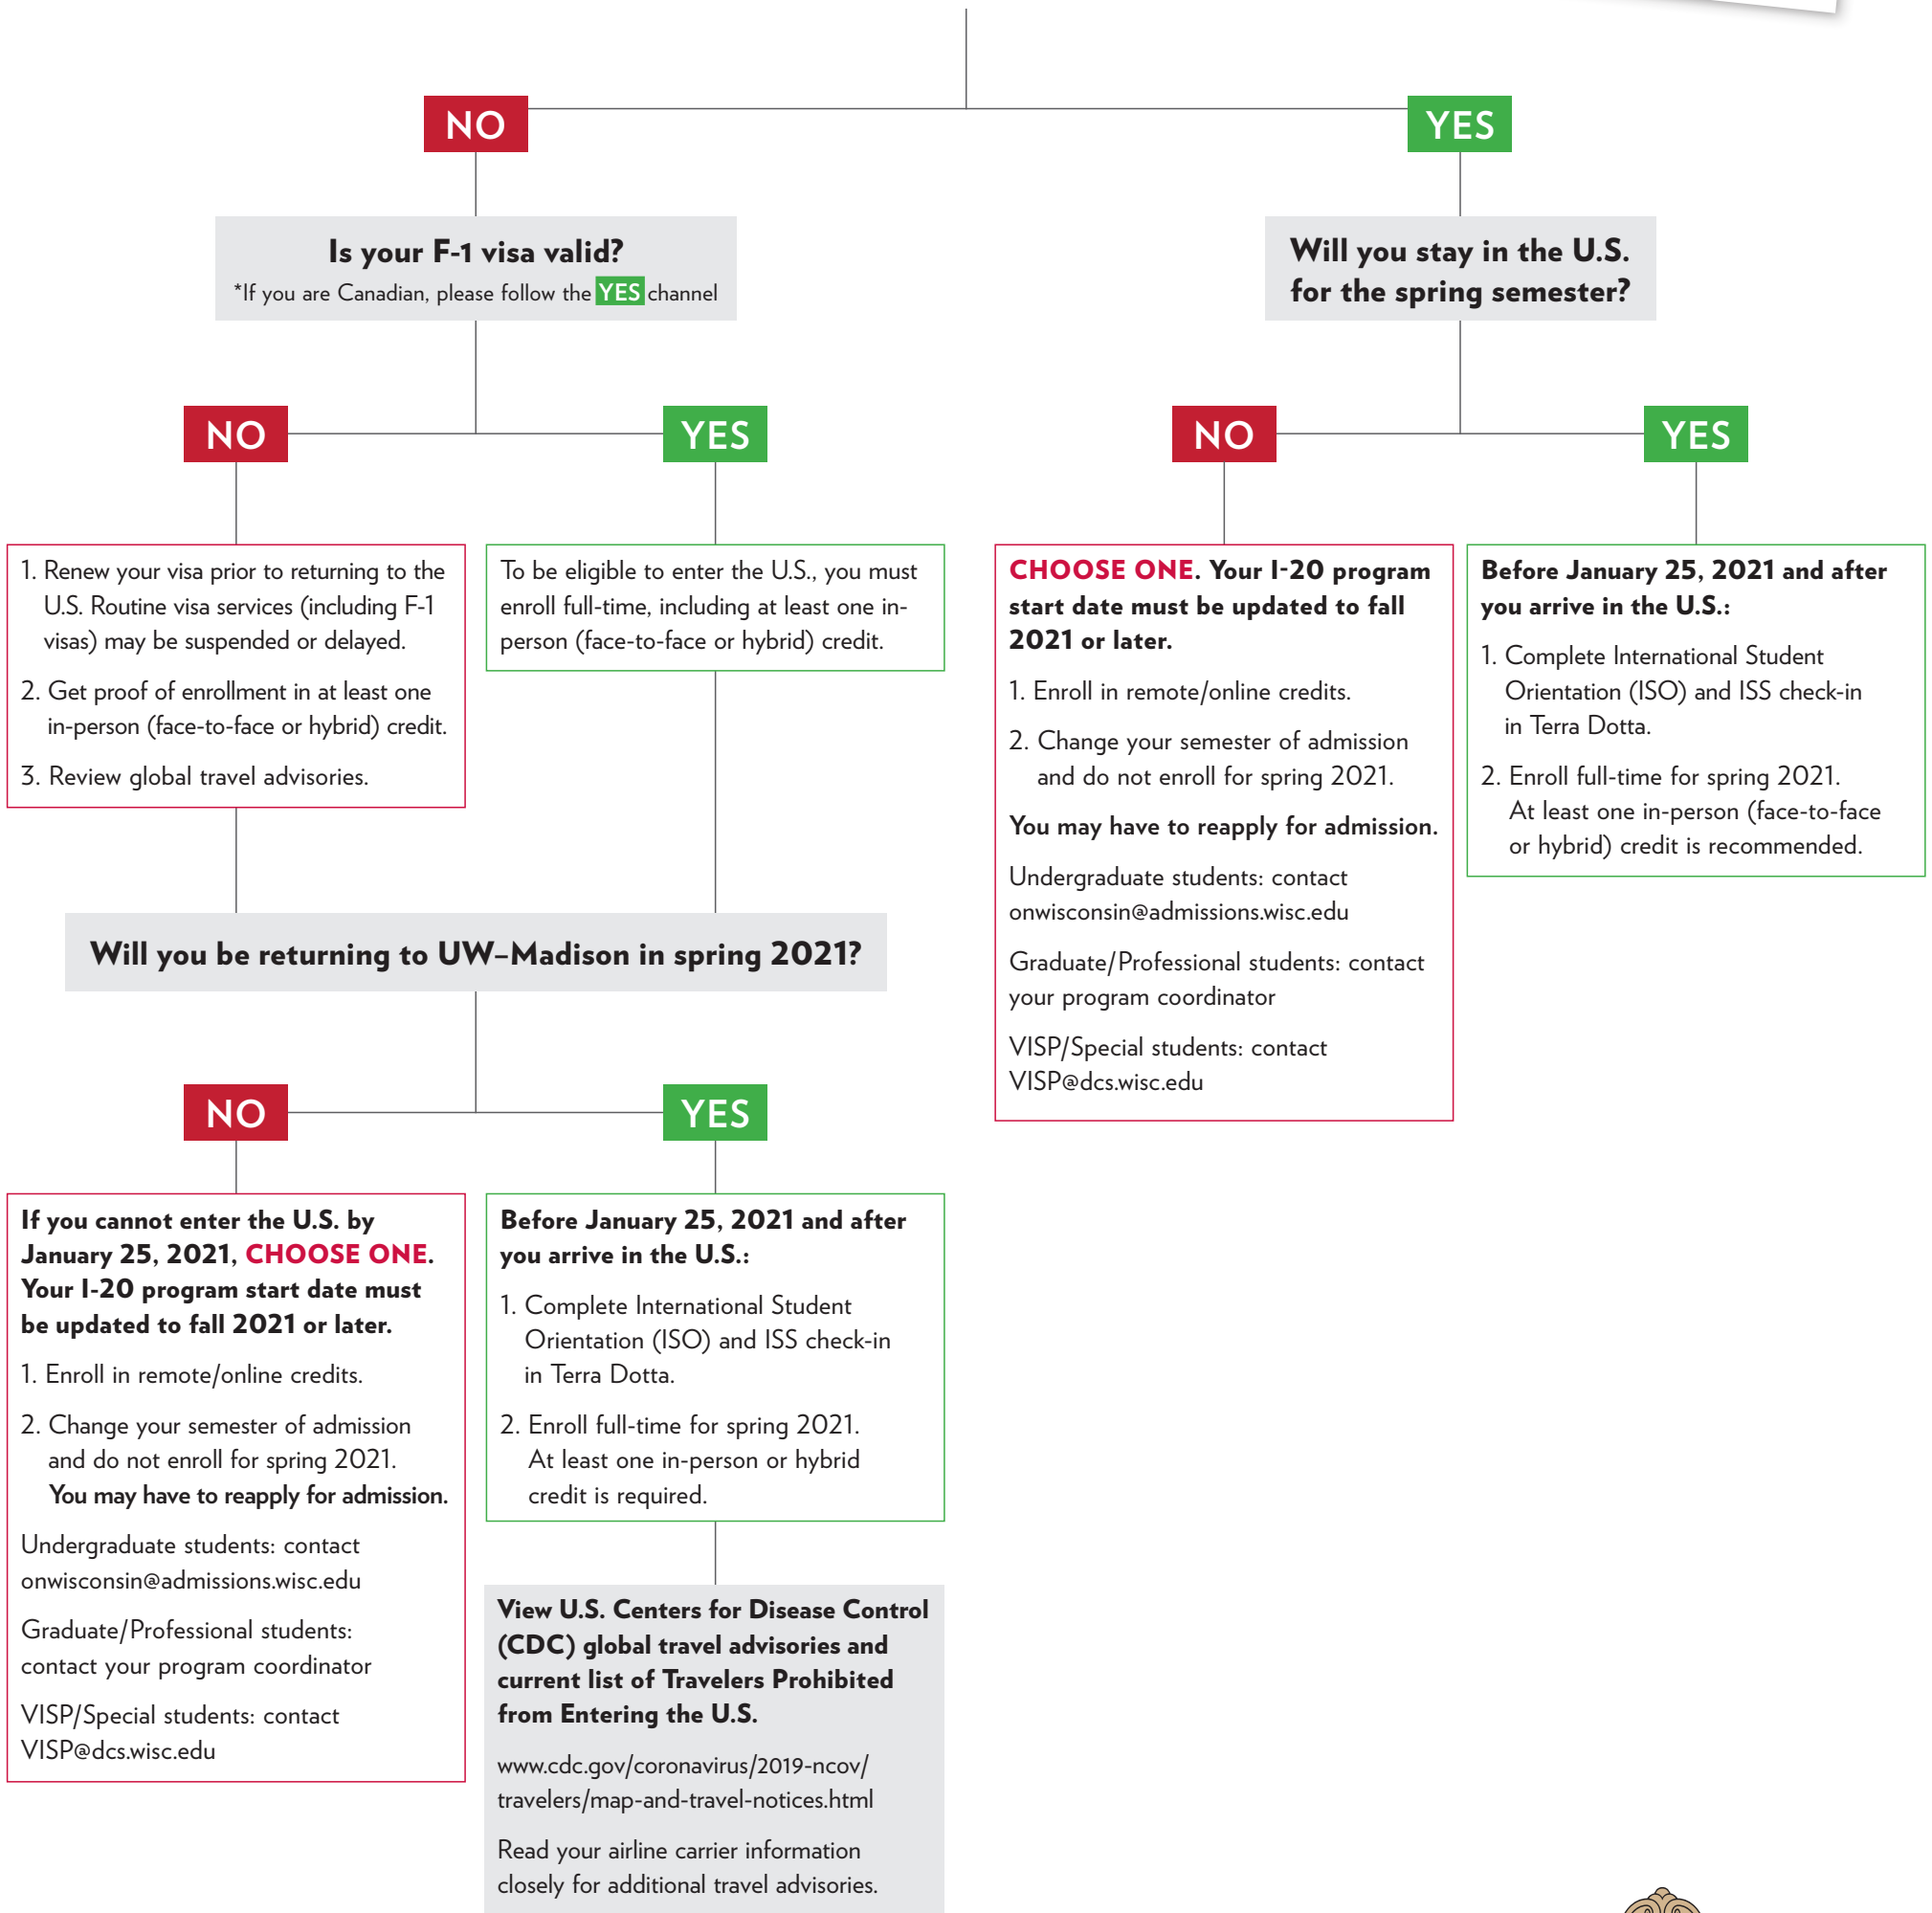 NO
YES
Is your F-1 visa valid?
*If you are Canadian, please follow the YES channel
Will you stay in the U.S.
for the spring semester?
NO
YES
NO
YES
1. Renew your visa prior to returning to the
U.S. Routine visa services (including F-1
visas) may be suspended or delayed.
2. Get proof of enrollment in at least one
in-person (face-to-face or hybrid) credit.
3. Review global travel advisories.
To be eligible to enter the U.S., you must
enroll full-time, including at least one in-
person (face-to-face or hybrid) credit.
CHOOSE ONE. Your I-20 program
start date must be updated to fall
2021 or later.
1. Enroll in remote/online credits.
2. Change your semester of admission
and do not enroll for spring 2021.
You may have to reapply for admission.
Undergraduate students: contact
onwisconsin@admissions.wisc.edu
Graduate/Professional students: contact
your program coordinator
VISP/Special students: contact
VISP@dcs.wisc.edu
Before January 25, 2021 and after
you arrive in the U.S.:
1. Complete International Student
Orientation (ISO) and ISS check-in
in Terra Dotta.
2. Enroll full-time for spring 2021.
At least one in-person (face-to-face
or hybrid) credit is recommended.
Will you be returning to UW–Madison in spring 2021?
NO
YES
If you cannot enter the U.S. by
January 25, 2021, CHOOSE ONE.
Your I-20 program start date must
be updated to fall 2021 or later.
1. Enroll in remote/online credits.
2. Change your semester of admission
and do not enroll for spring 2021.
You may have to reapply for admission.
Undergraduate students: contact
onwisconsin@admissions.wisc.edu
Graduate/Professional students:
contact your program coordinator
VISP/Special students: contact
VISP@dcs.wisc.edu
Before January 25, 2021 and after
you arrive in the U.S.:
1. Complete International Student
Orientation (ISO) and ISS check-in
in Terra Dotta.
2. Enroll full-time for spring 2021.
At least one in-person or hybrid
credit is required.
View U.S. Centers for Disease Control
(CDC) global travel advisories and
current list of Travelers Prohibited
from Entering the U.S.
www.cdc.gov/coronavirus/2019-ncov/
travelers/map-and-travel-notices.html
Read your airline carrier information
closely for additional travel advisories.